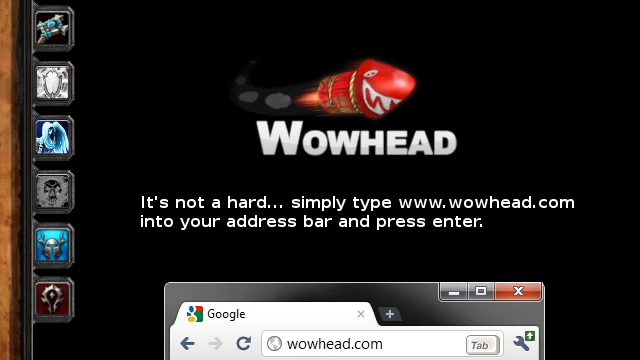 WOWHEAD
It's not a hard... simply type www.wowhead.com
into your address bar and press enter.
Google
wowhead.com Tab